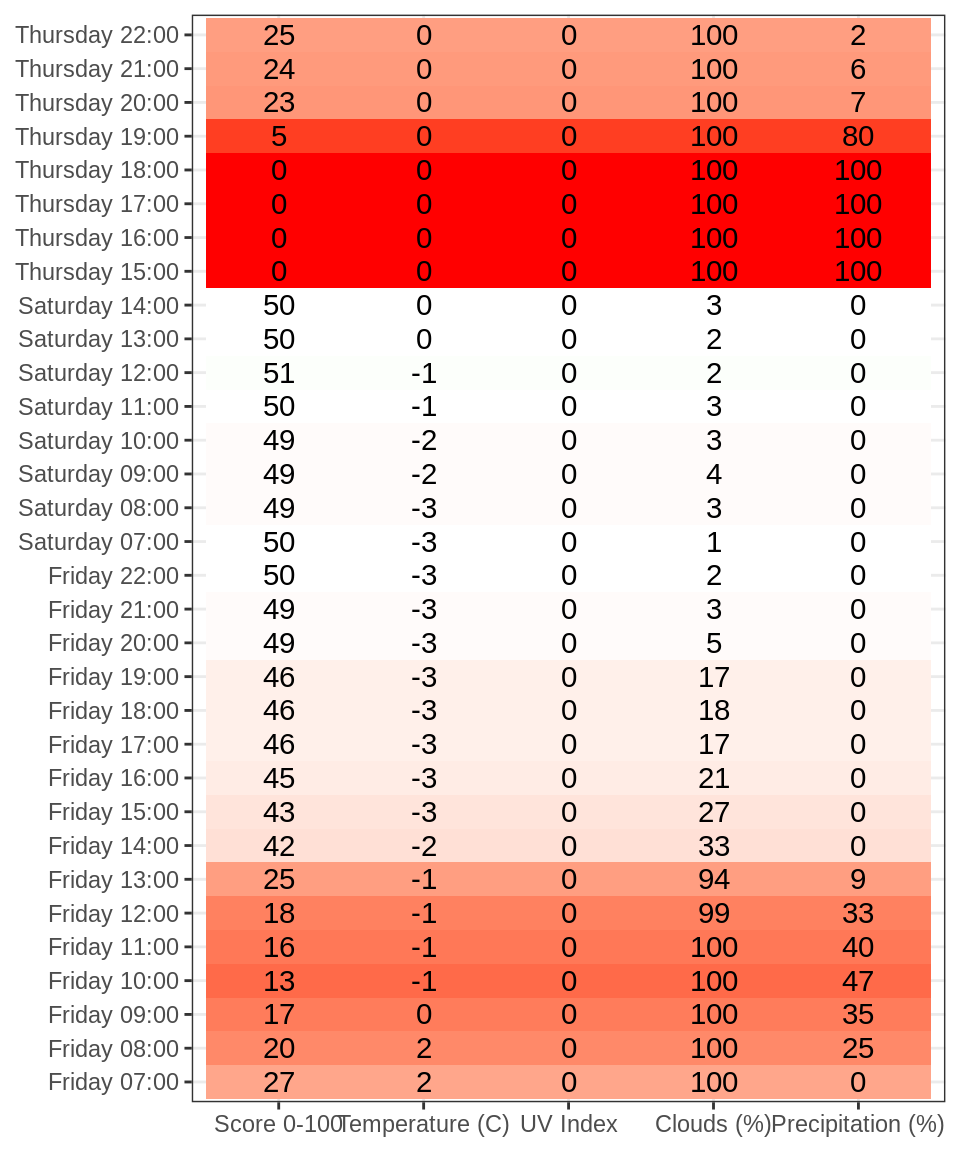 Thursday 22:00 25 0 0 100 2
Thursday 21:00 24 0 0 100 6
Thursday 20:00 23 0 0 100 7
Thursday 19:00 5 0 0 100 80
Thursday 18:00 0 0 0 100 100
Thursday 17:00 0 0 0 100 100
Thursday 16:00 0 0 0 100 100
Thursday 15:00 0 0 0 100 100
Saturday 14:00 50 0 0 3 0
Saturday 13:00 50 0 0 2 0
Saturday 12:00 51 -1 0 2 0
Saturday 11:00 50 -1 0 3 0
Saturday 10:00 49 -2 0 3 0
Saturday 09:00 49 -2 0 4 0
Saturday 08:00 49 -3 0 3 0
Saturday 07:00 50 -3 0 1 0
Friday 22:00 50 -3 0 2 0
Friday 21:00 49 -3 0 3 0
Friday 20:00 49 -3 0 5 0
Friday 19:00 46 -3 0 17 0
Friday 18:00 46 -3 0 18 0
Friday 17:00 46 -3 0 17 0
Friday 16:00 45 -3 0 21 0
Friday 15:00 43 -3 0 27 0
Friday 14:00 42 -2 0 33 0
Friday 13:00 25 -1 0 94 9
Friday 12:00 18 -1 0 99 33
Friday 11:00 16 -1 0 100 40
Friday 10:00 13 -1 0 100 47
Friday 09:00 17 0 0 100 35
Friday 08:00 20 2 0 100 25
Friday 07:00 27 2 0 100 0
Score 0-100 Temperature (C) UV Index Clouds (%) Precipitation (%)